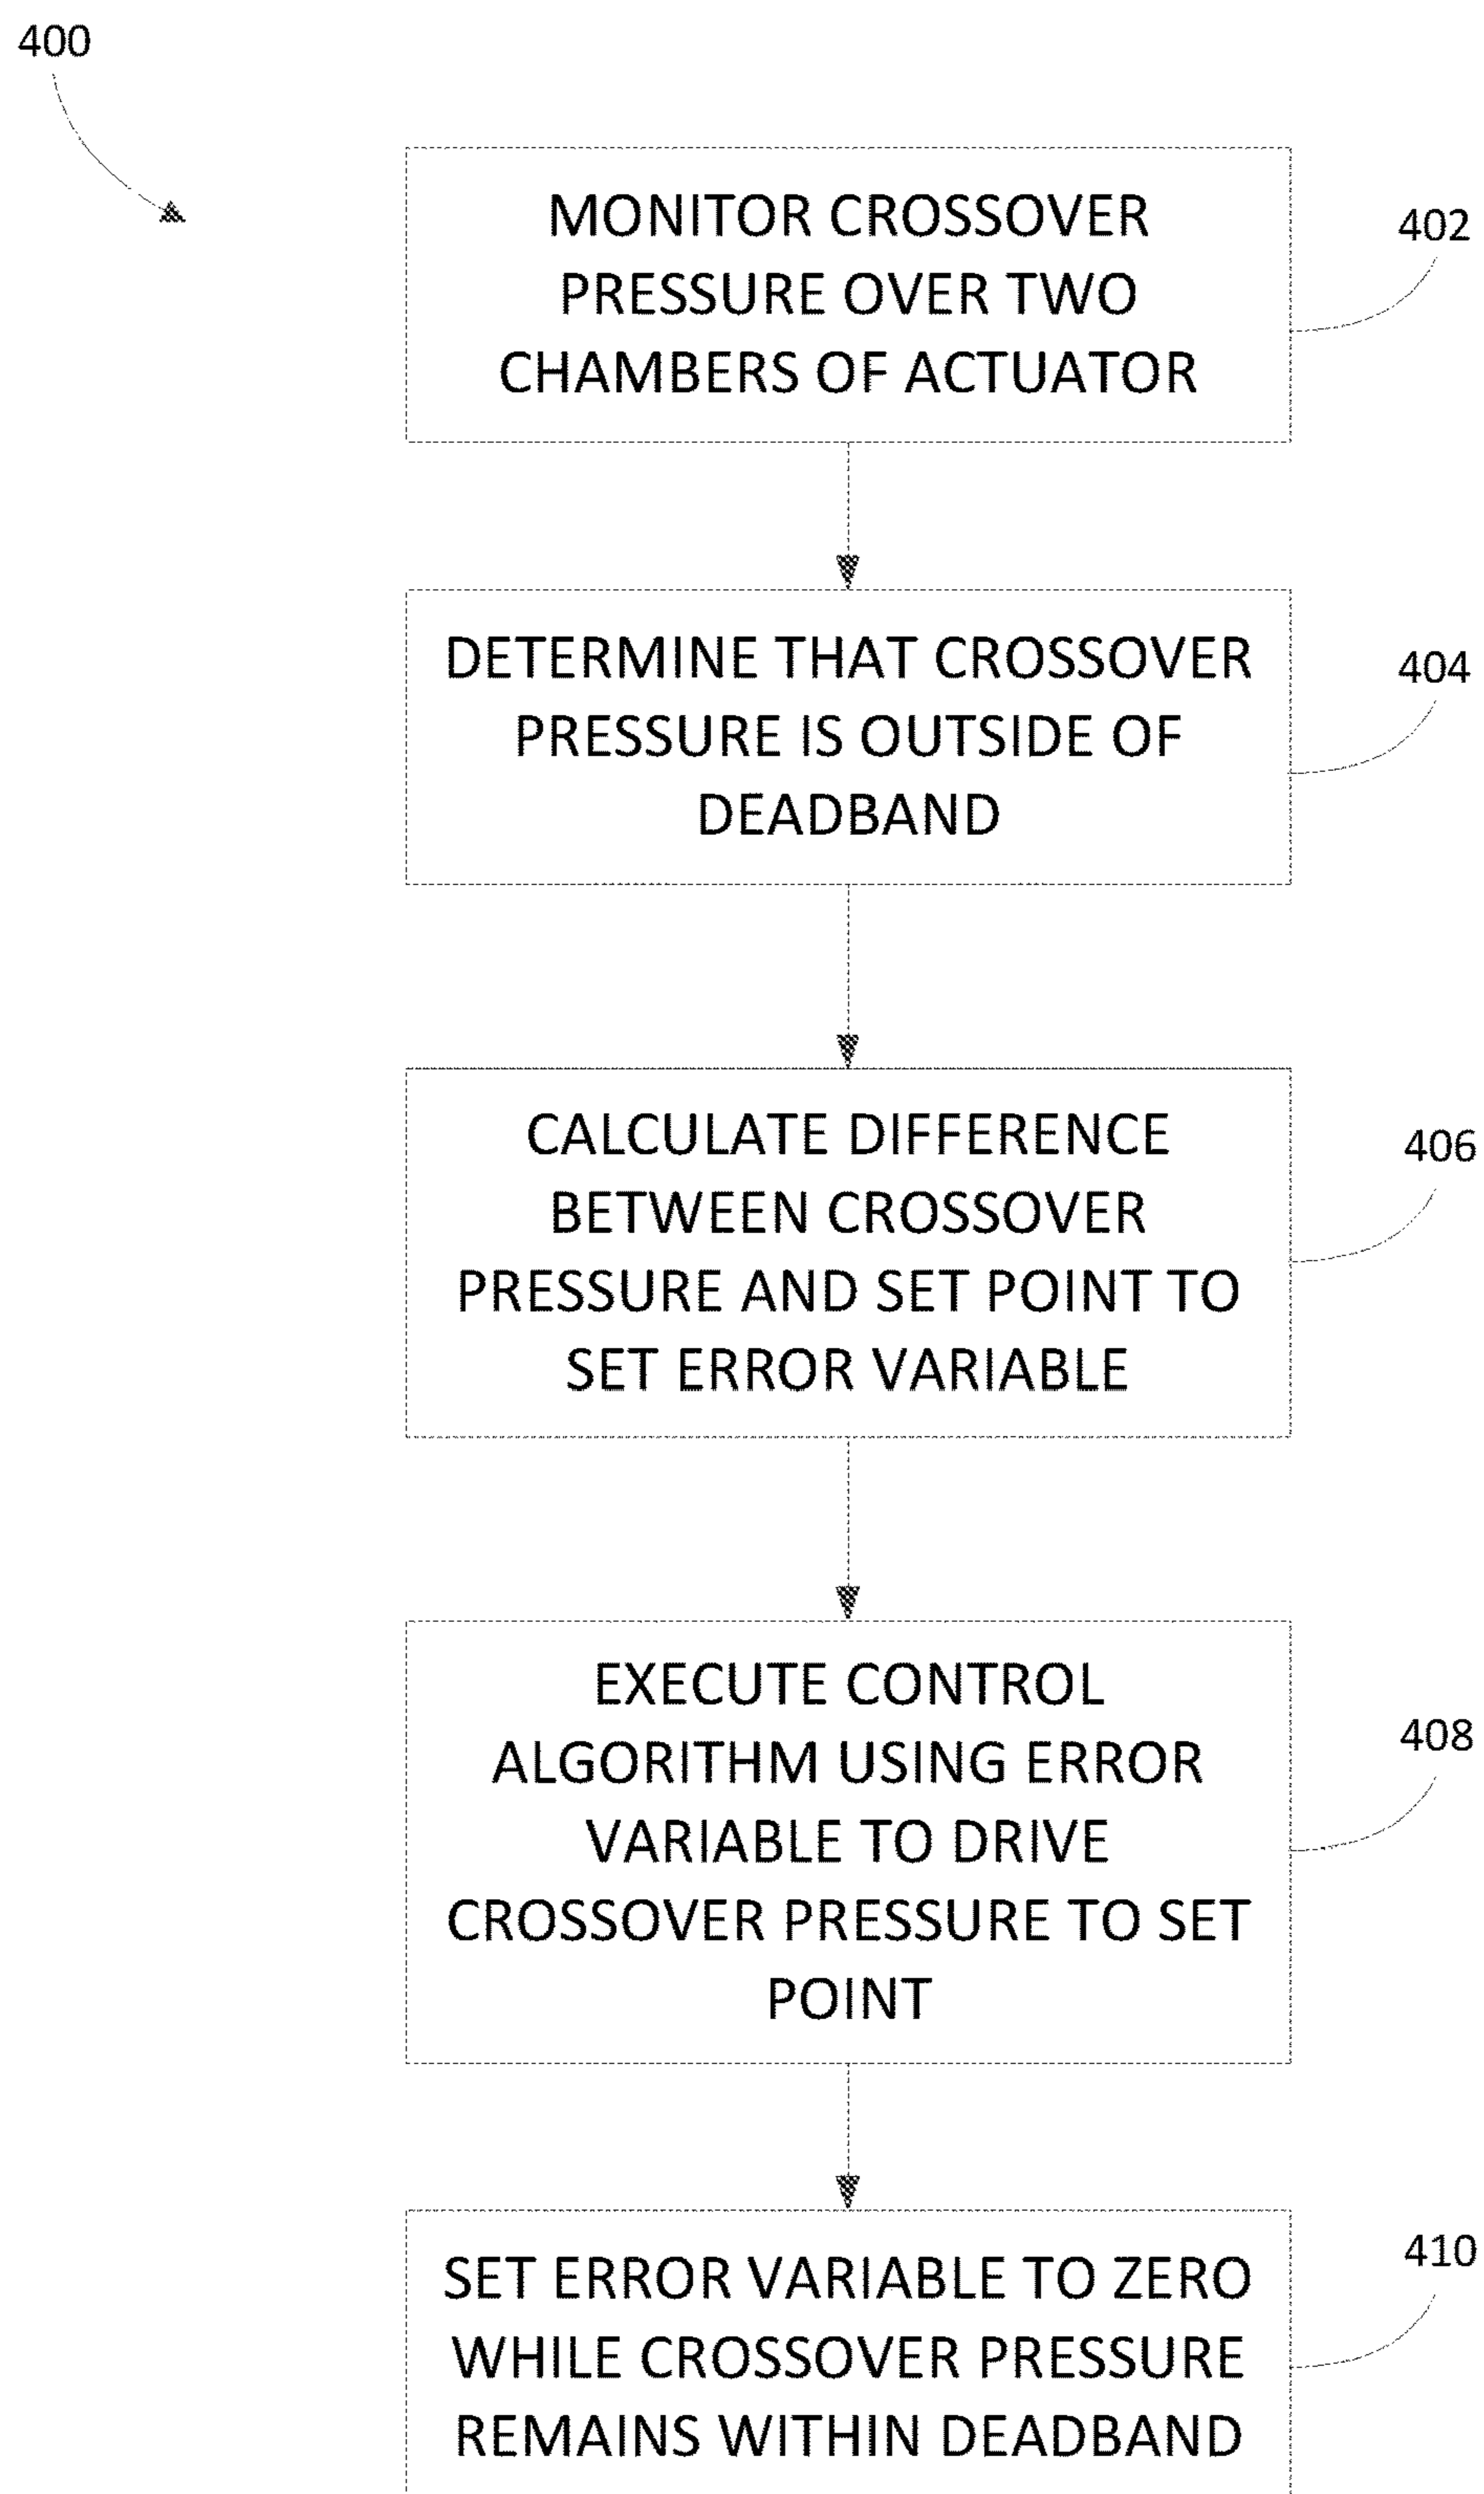 400
MONITOR CROSSOVER
PRESSURE OVER TWO
CHAMBERS OF ACTUATOR
402
DETERMINE THAT CROSSOVER
PRESSURE IS OUTSIDE OF
DEADBAND
404
CALCULATE DIFFERENCE
BETWEEN CROSSOVER
PRESSURE AND SET POINT TO
SET ERROR VARIABLE
406
EXECUTE CONTROL
ALGORITHM USING ERROR
VARIABLE TO DRIVE
CROSSOVER PRESSURE TO SET
POINT
408
SET ERROR VARIABLE TO ZERO
WHILE CROSSOVER PRESSURE
REMAINS WITHIN DEADBAND
410